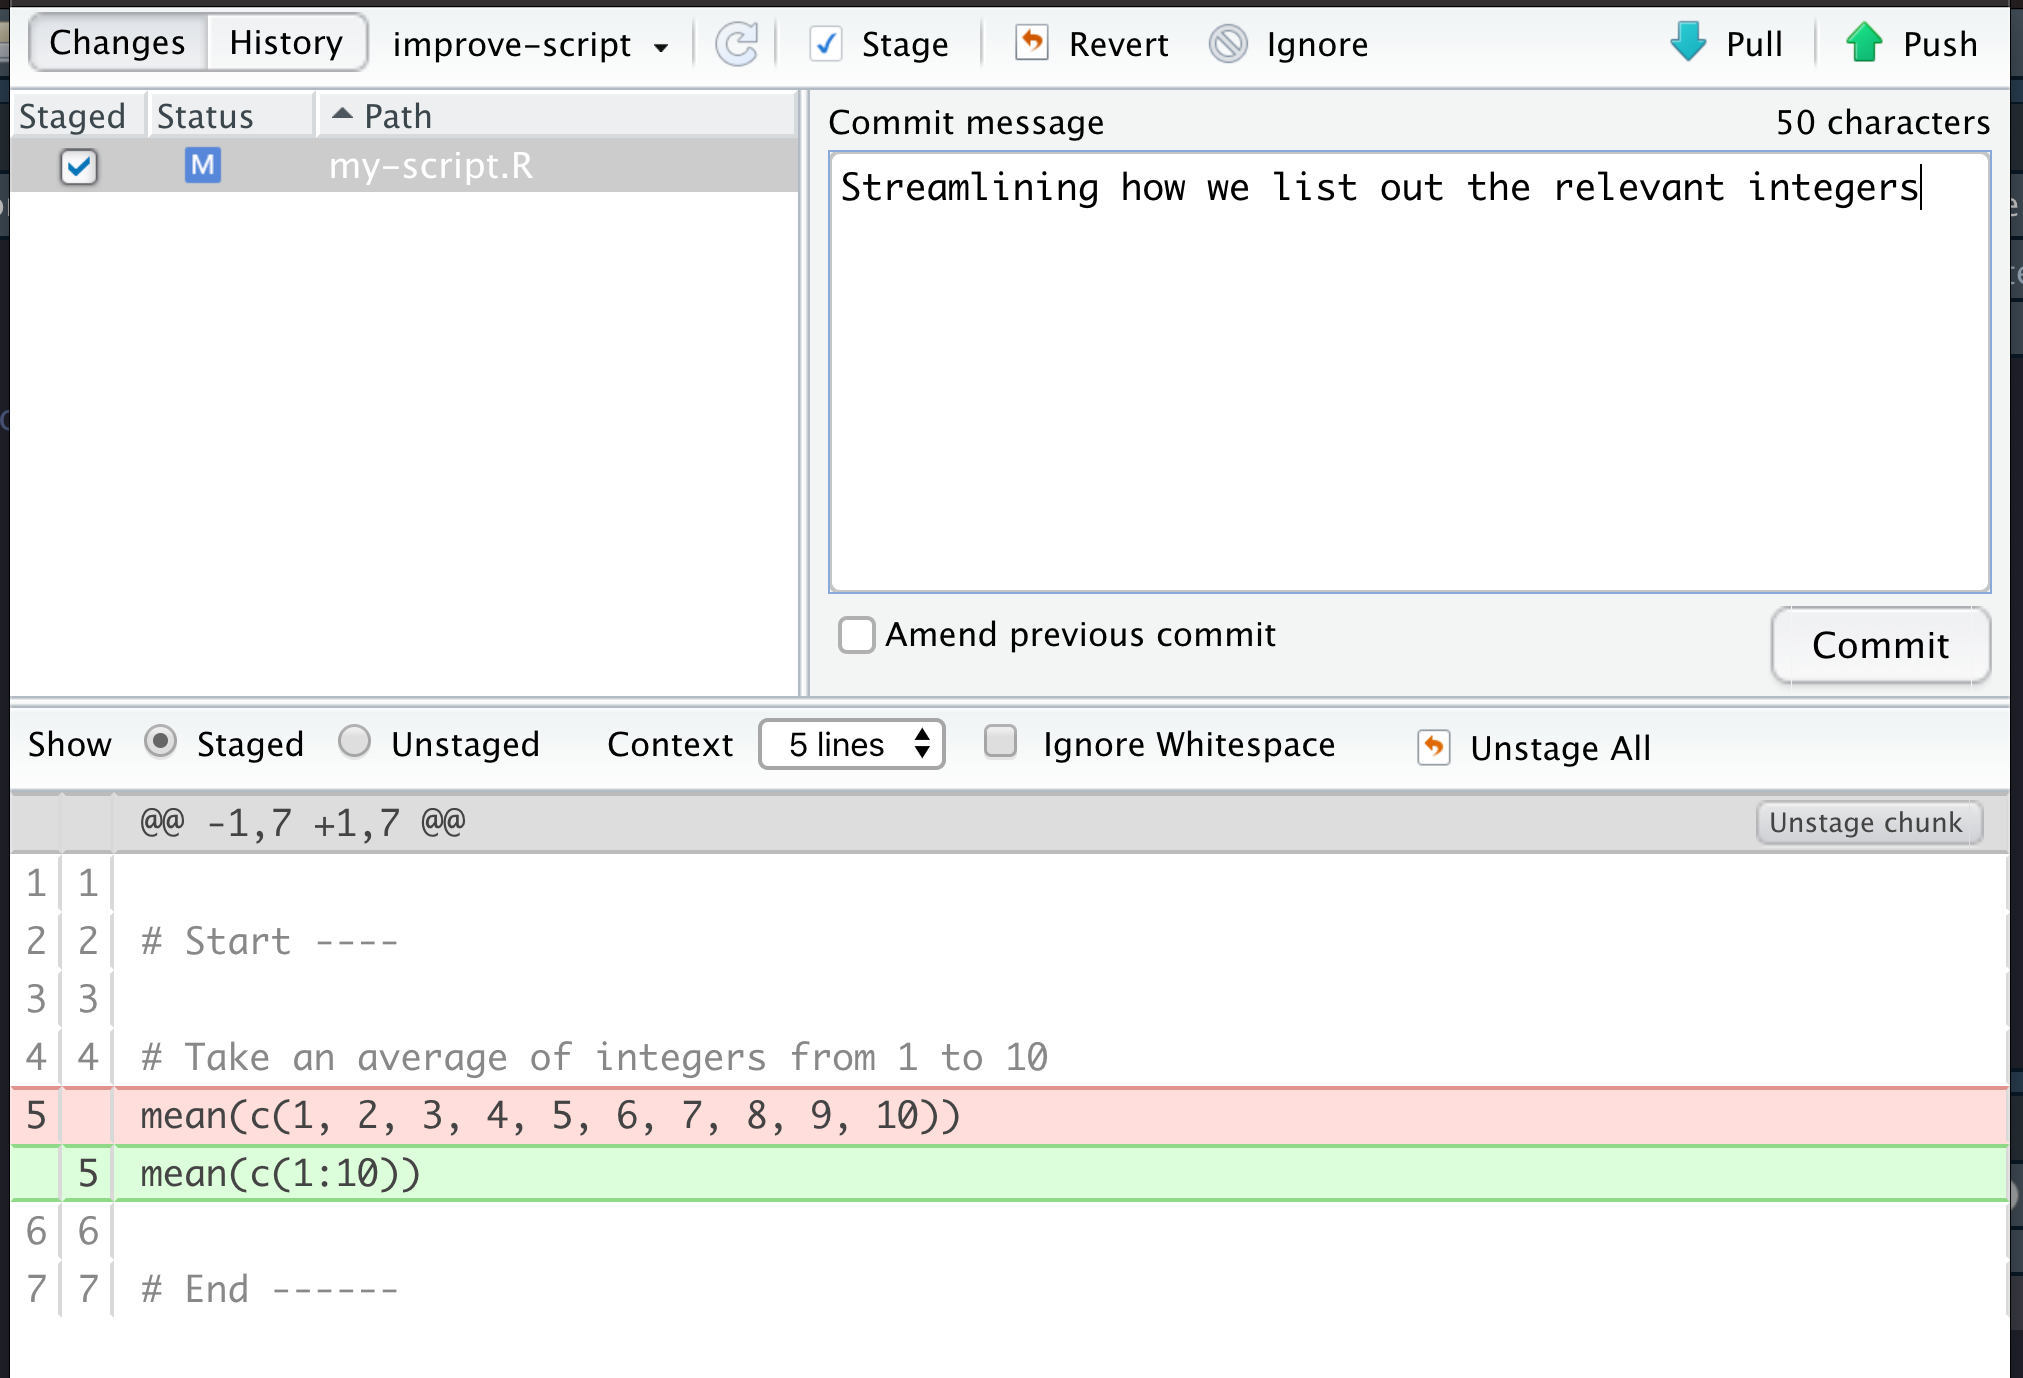 Changes History improve-script Stage Revert Ignore Pull Push
Staged Status Path
Commit message 50 characters
M my-script.R
Streamlining how we list out the relevant integers
Amend previous commit
Commit
Show Staged Unstaged Context 5 lines Ignore Whitespace Unstage All
@@ -1,7 +1,7 @@ Unstage chunk
1 1
2 2 # Start ----
3 3
4 4 # Take an average of integers from 1 to 10
5 mean(c(1, 2, 3, 4, 5, 6, 7, 8, 9, 10))
5 mean(c(1:10))
6 6
7 7 # End ------